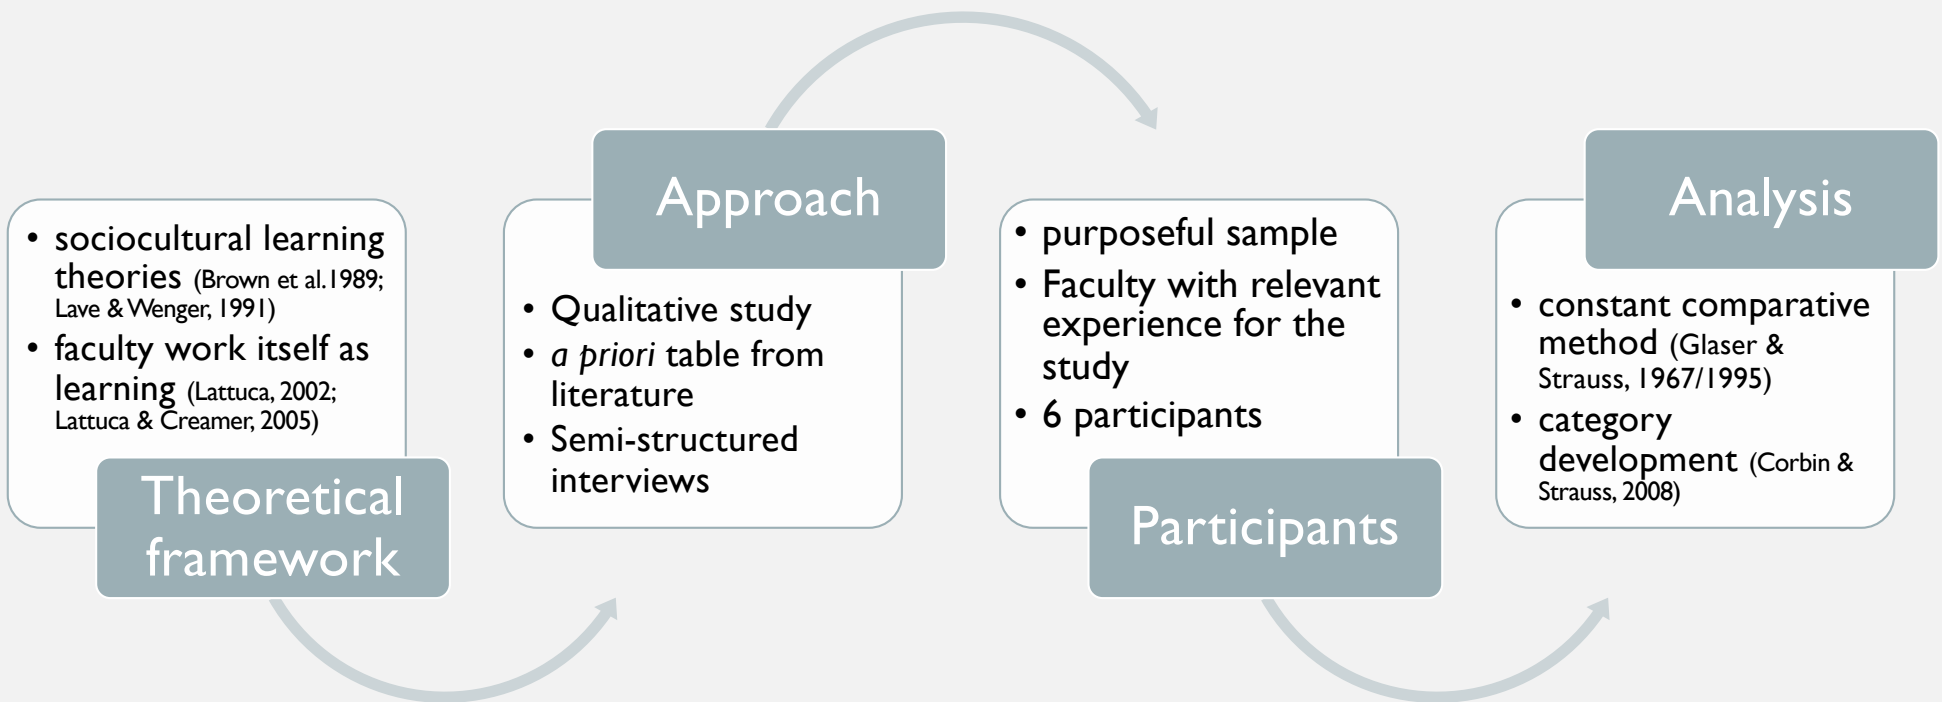 • sociocultural learning
theories (Brown et al.1989;
Lave & Wenger, 1991)
• faculty work itself as
learning (Lattuca, 2002;
Lattuca & Creamer, 2005)
Theoretical
framework
Approach
• Qualitative study
• a priori table from
literature
• Semi-structured
interviews
• purposeful sample
• Faculty with relevant
experience for the
study
• 6 participants
Participants
Analysis
• constant comparative
method (Glaser &
Strauss, 1967/1995)
• category
development (Corbin &
Strauss, 2008)